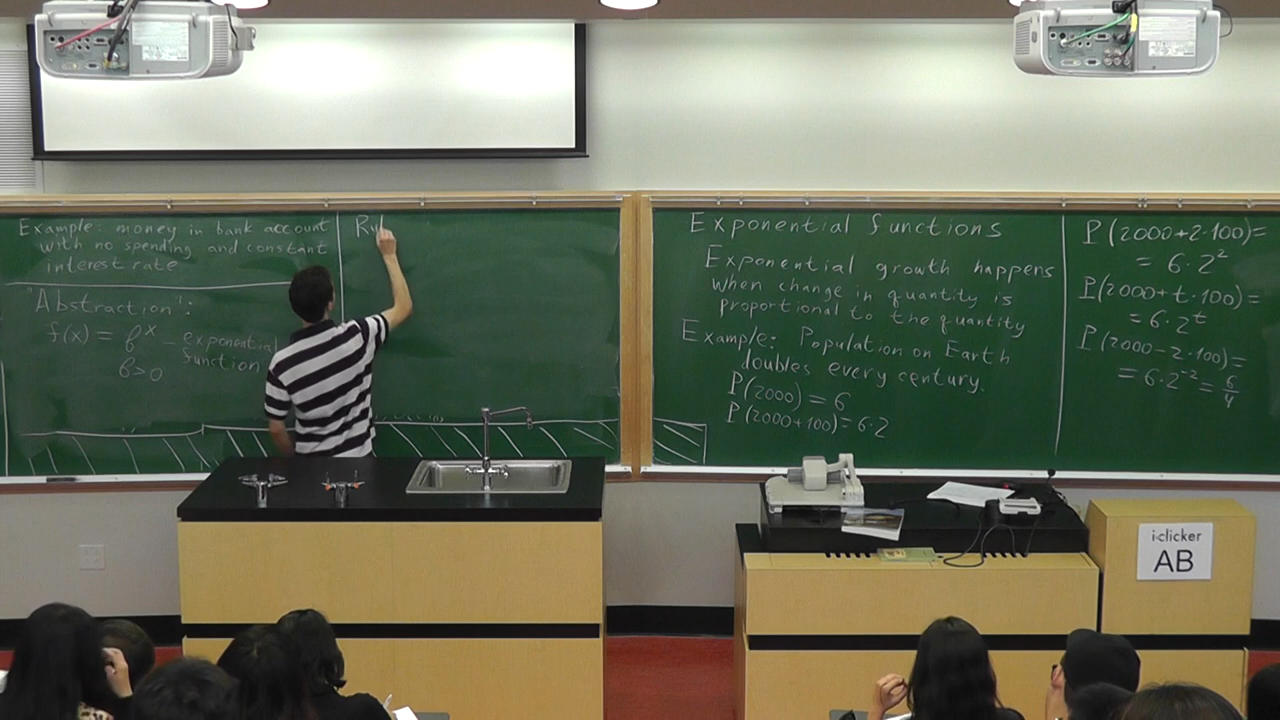 Example: money in bank account
with no spending and constant
interest rate
"Abstraction":
f(x) = b^x – exponential
function
b>0
Ru
Exponential functions
Exponential growth happens
when change in quantity is
proportional to the quantity
Example: Population on Earth
doubles every century.
P(2000) = 6
P(2000+100)=6·2
P(2000+2·100)=
= 6·2²
P(2000+t·100)=
= 6·2^t
P(2000-2·100)=
= 6·2⁻² = 6/4
i-clicker
AB